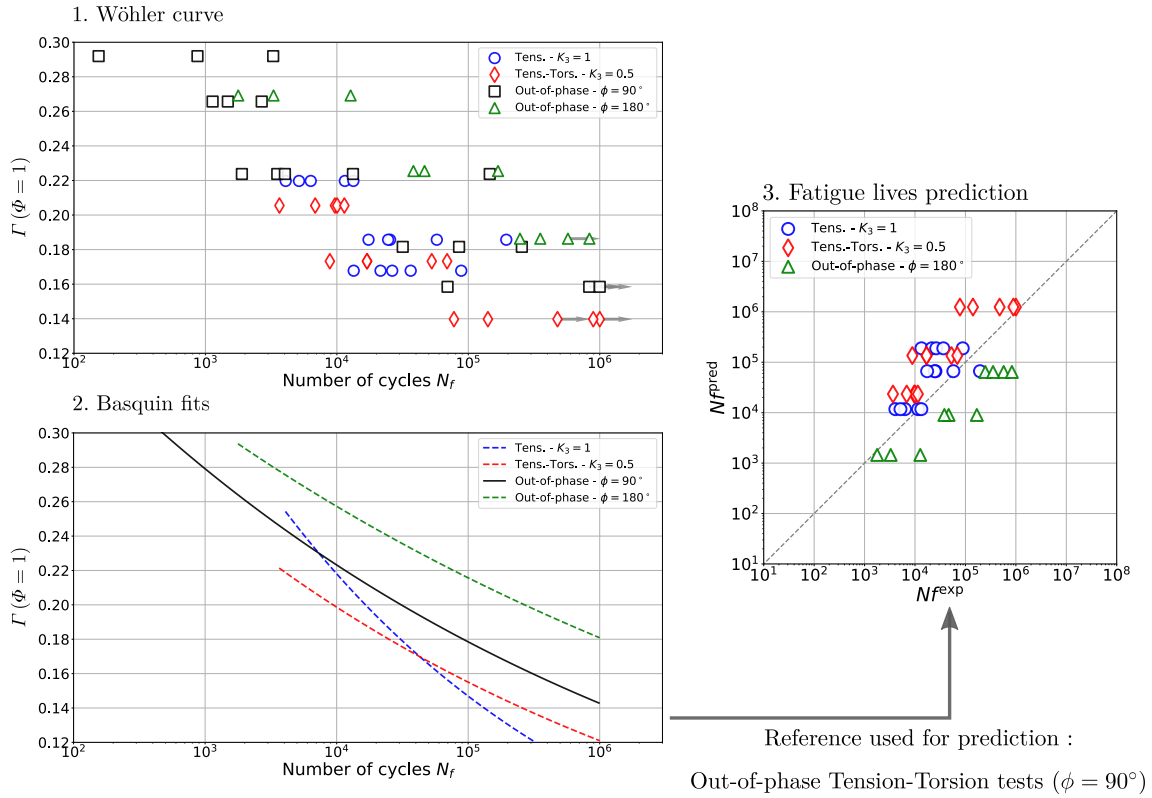 1. Wöhler curve
0.30
0.28
0.26
0.24
0.22
0.20
0.18
0.16
0.14
0.12
Γ (Φ = 1)
10² 10³ 10⁴ 10⁵ 10⁶
Number of cycles N_f
Tens. - K₃ = 1
Tens.-Tors. - K₃ = 0.5
Out-of-phase - ϕ = 90°
Out-of-phase - ϕ = 180°
2. Basquin fits
0.30
0.28
0.26
0.24
0.22
0.20
0.18
0.16
0.14
0.12
Γ (Φ = 1)
10² 10³ 10⁴ 10⁵ 10⁶
Number of cycles N_f
Tens. - K₃ = 1
Tens.-Tors. - K₃ = 0.5
Out-of-phase - ϕ = 90°
Out-of-phase - ϕ = 180°
3. Fatigue lives prediction
10⁸
10⁷
10⁶
10⁵
10⁴
10³
10²
10¹
Nf^pred
10¹ 10² 10³ 10⁴ 10⁵ 10⁶ 10⁷ 10⁸
Nf^exp
Tens. - K₃ = 1
Tens.-Tors. - K₃ = 0.5
Out-of-phase - ϕ = 180°
Reference used for prediction :
Out-of-phase Tension-Torsion tests (ϕ = 90°)